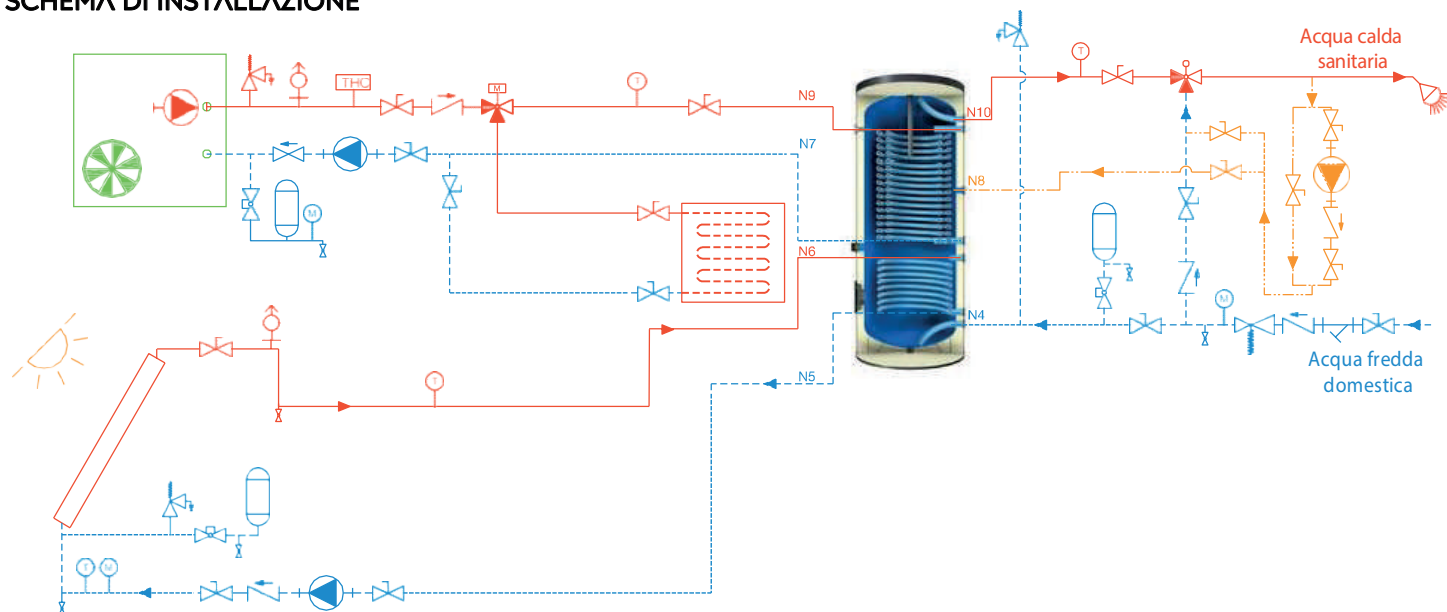 SCHEMA DI INSTALLAZIONE
Acqua calda
sanitaria
T
THC
M
T
N9
N10
N7
N8
M
N6
M
N4
Acqua fredda
domestica
N5
T
T
M